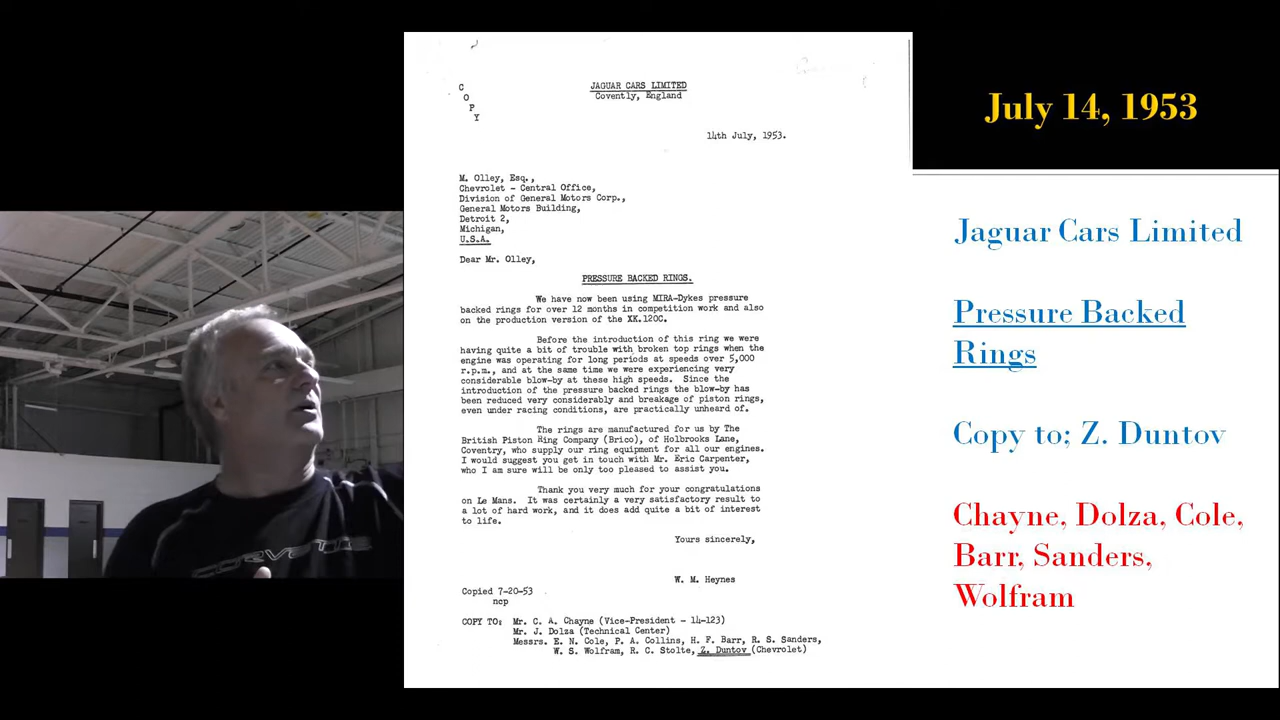 C
O
P
Y
JAGUAR CARS LIMITED
Covently, England
14th July, 1953.
M. Olley, Esq.,
Chevrolet - Central Office,
Division of General Motors Corp.,
General Motors Building,
Detroit 2,
Michigan,
U.S.A.
Dear Mr. Olley,
PRESSURE BACKED RINGS.
We have now been using MIRA-Dykes pressure
backed rings for over 12 months in competition work and also
on the production version of the XK.120C.
Before the introduction of this ring we were
having quite a bit of trouble with broken top rings when the
engine was operating for long periods at speeds over 5,000
r.p.m., and at the same time we were experiencing very
considerable blow-by at these high speeds. Since the
introduction of the pressure backed rings the blow-by has
been reduced very considerably and breakage of piston rings,
even under racing conditions, are practically unheard of.
The rings are manufactured for us by The
British Piston Ring Company (Brico), of Holbrooks Lane,
Coventry, who supply our ring equipment for all our engines.
I would suggest you get in touch with Mr. Eric Carpenter,
who I am sure will be only too pleased to assist you.
Thank you very much for your congratulations
on Le Mans. It was certainly a very satisfactory result to
a lot of hard work, and it does add quite a bit of interest
to life.
Yours sincerely,
W. M. Heynes
Copied 7-20-53
ncp
COPY TO: Mr. C. A. Chayne (Vice-President - 14-123)
Mr. J. Dolza (Technical Center)
Messrs. E. N. Cole, P. A. Collins, H. F. Barr, R. S. Sanders,
W. S. Wolfram, R. C. Stolte, Z. Duntov (Chevrolet)
July 14, 1953
Jaguar Cars Limited
Pressure Backed
Rings
Copy to; Z. Duntov
Chayne, Dolza, Cole,
Barr, Sanders,
Wolfram
CORVETTE